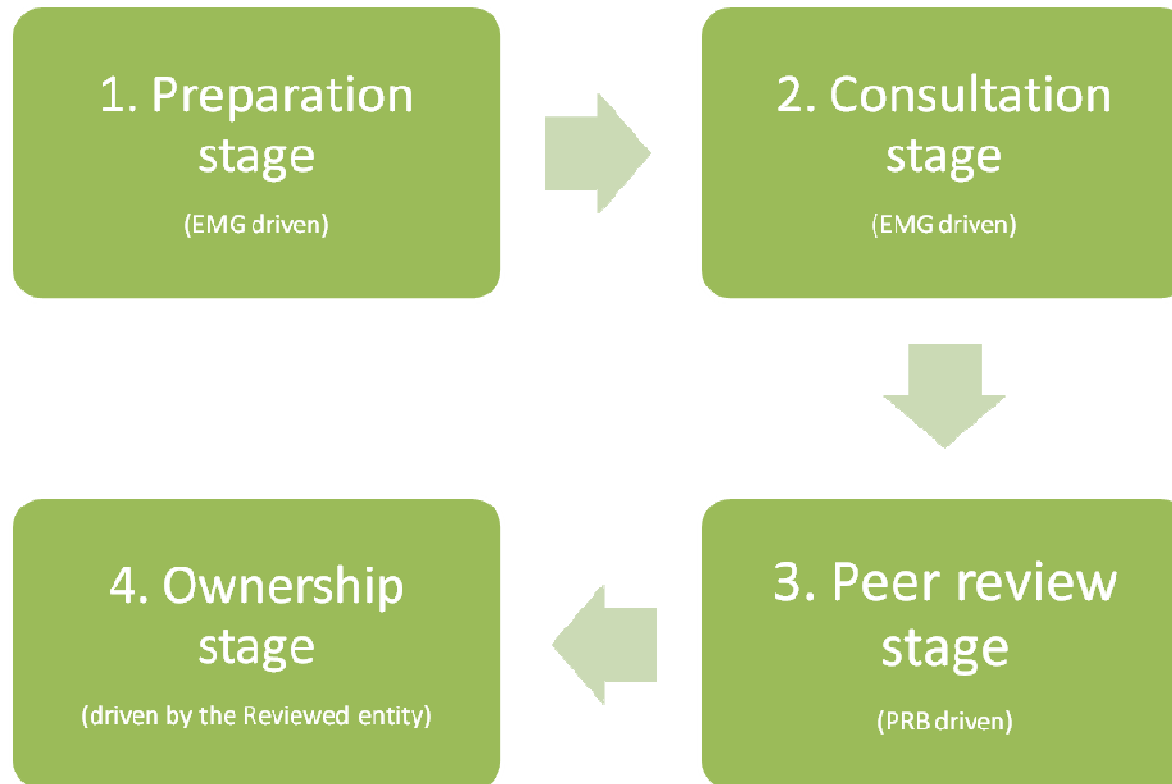 1. Preparation
stage
(EMG driven)
2. Consultation
stage
(EMG driven)
3. Peer review
stage
(PRB driven)
4. Ownership
stage
(driven by the Reviewed entity)